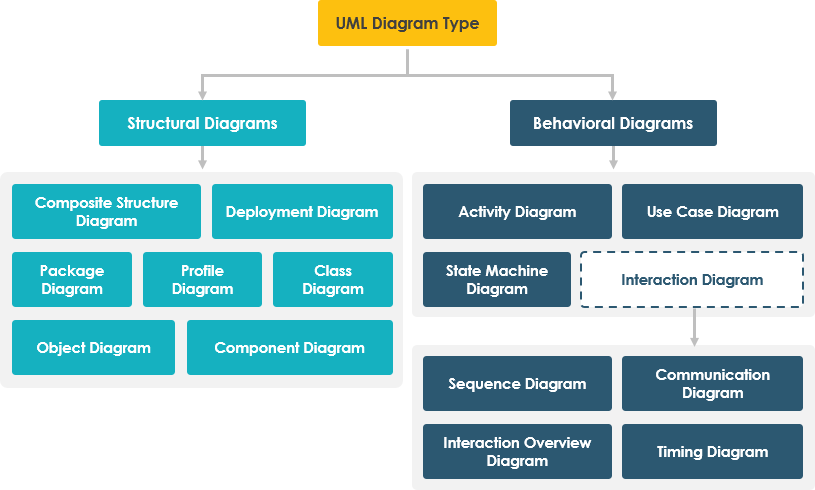 UML Diagram Type
Structural Diagrams
Behavioral Diagrams
Composite Structure
Diagram
Deployment Diagram
Package
Diagram
Profile
Diagram
Class
Diagram
Object Diagram
Component Diagram
Activity Diagram
Use Case Diagram
State Machine
Diagram
Interaction Diagram
Sequence Diagram
Communication
Diagram
Interaction Overview
Diagram
Timing Diagram